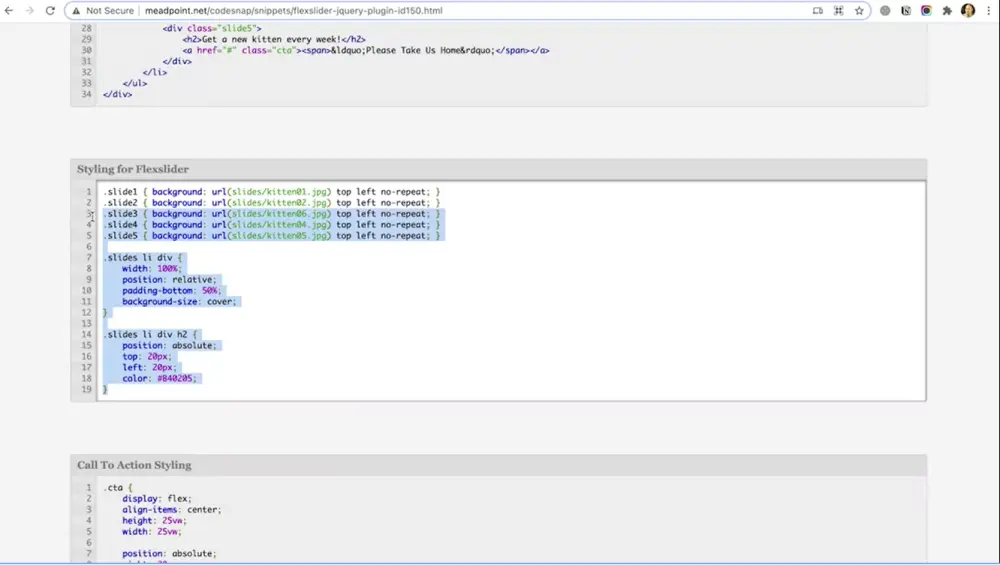 Not Secure | meadpoint.net/codesnap/snippets/flexslider-jquery-plugin-id150.html
28 <div class="slide5">
29 <h2>Get a new kitten every week!</h2>
30 <a href="#" class="cta"><span>&ldquo;Please Take Us Home&rdquo;</span></a>
31 </div>
32 </li>
33 </ul>
34 </div>
Styling for Flexslider
1 .slide1 { background: url(slides/kitten01.jpg) top left no-repeat; }
2 .slide2 { background: url(slides/kitten02.jpg) top left no-repeat; }
3 .slide3 { background: url(slides/kitten06.jpg) top left no-repeat; }
4 .slide4 { background: url(slides/kitten04.jpg) top left no-repeat; }
5 .slide5 { background: url(slides/kitten05.jpg) top left no-repeat; }
6
7 .slides li div {
8 width: 100%;
9 position: relative;
10 padding-bottom: 50%;
11 background-size: cover;
12 }
13
14 .slides li div h2 {
15 position: absolute;
16 top: 20px;
17 left: 20px;
18 color: #B40205;
19 }
Call To Action Styling
1 .cta {
2 display: flex;
3 align-items: center;
4 height: 25vw;
5 width: 25vw;
6
7 position: absolute;